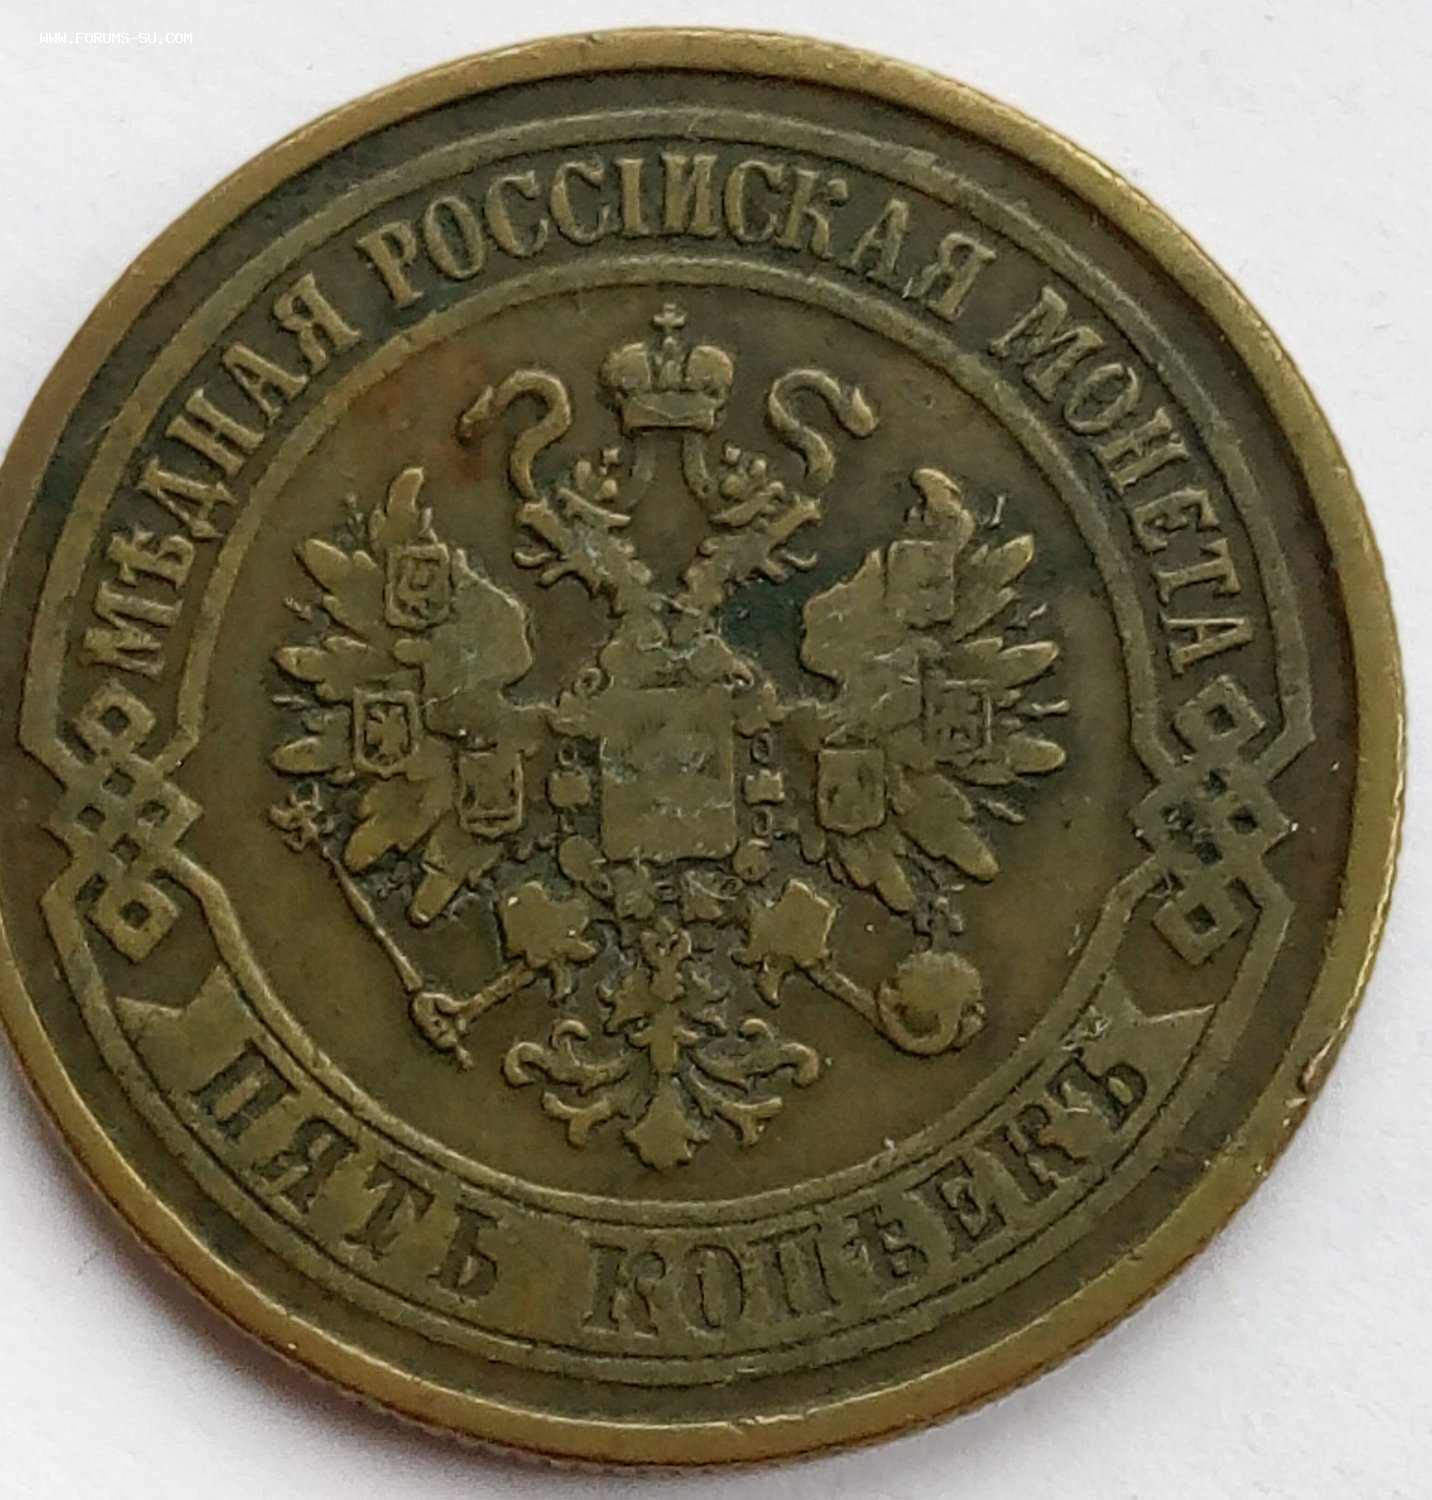 WWW.FORUMS-SU.COM
МѢДНАЯ РОССІЙСКАЯ МОНЕТА
ПЯТЬ КОПѢЕКЪ